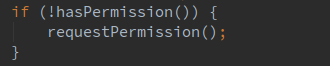 if (!hasPermission()) {
    requestPermission();
}